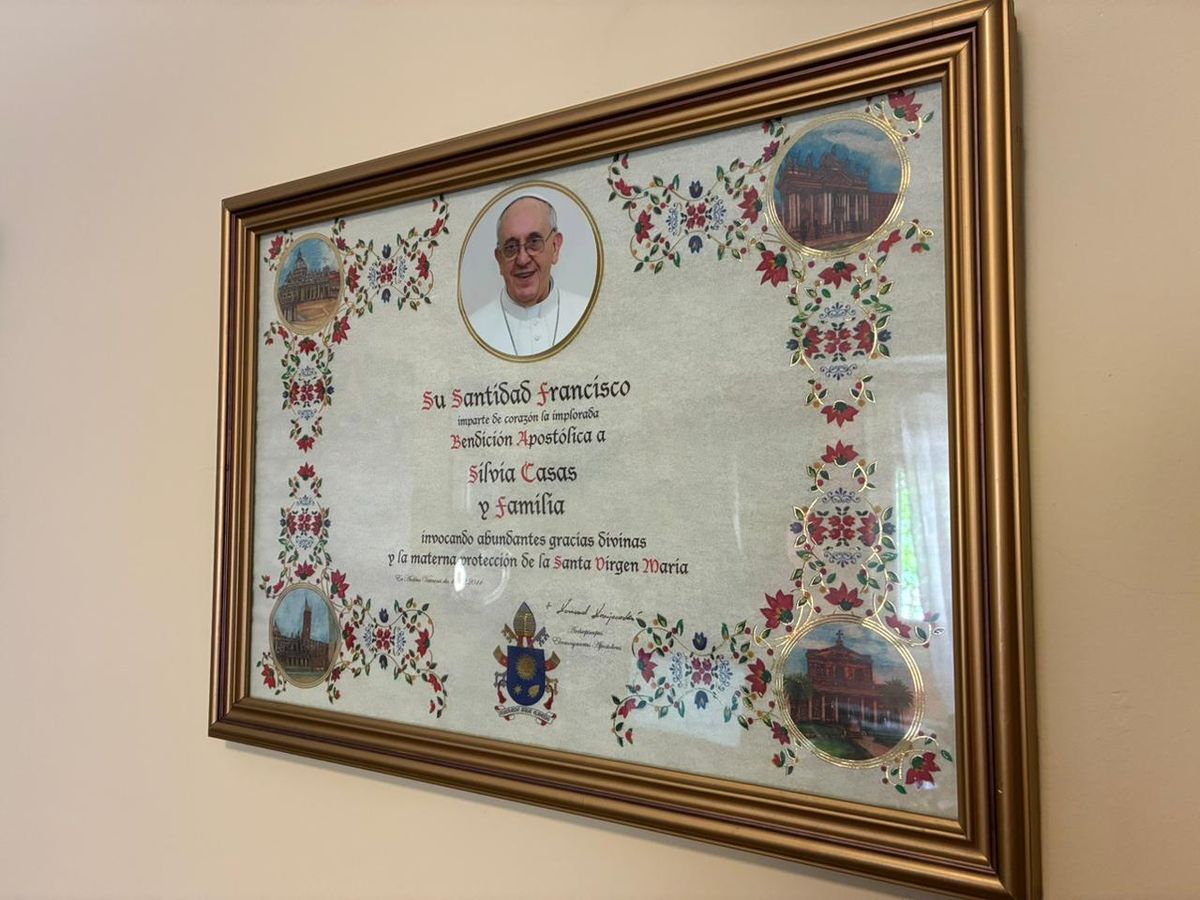 Su Santidad Francisco
imparte de corazón la implorada
Bendición Apostólica a
Silvia Casas
y Familia
invocando abundantes gracias divinas
y la materna protección de la Santa Virgen María